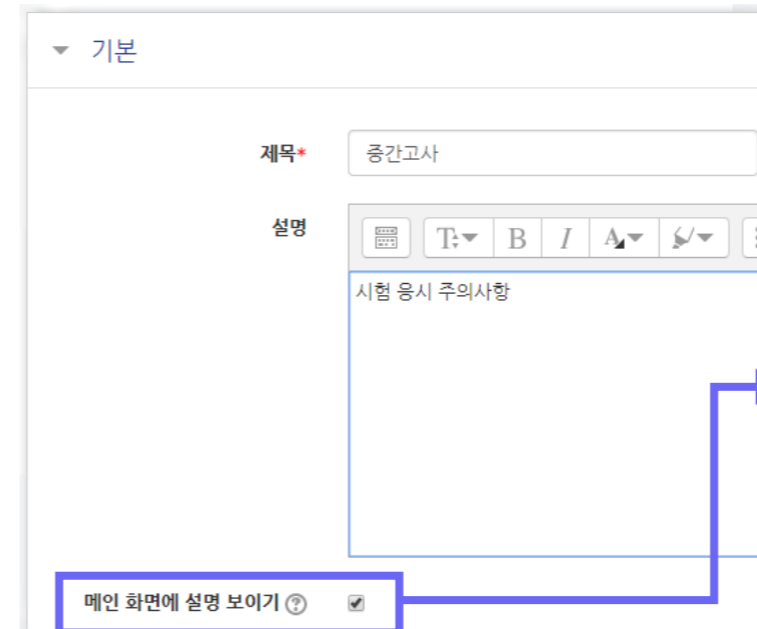 기본
제목*
중간고사
설명
T B I A
시험 응시 주의사항
메인 화면에 설명 보이기 ?